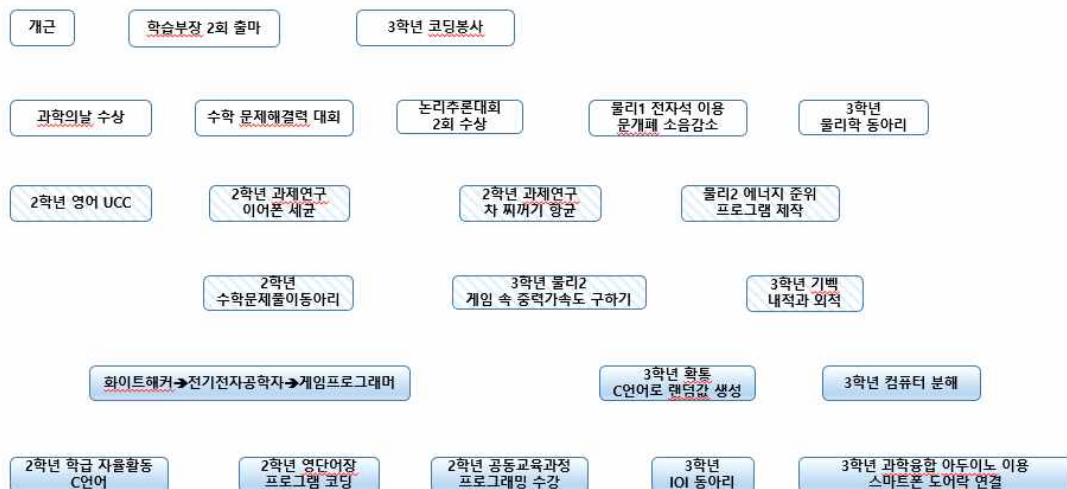 개근
학습부장 2회 출마
3학년 코딩봉사
과학의날 수상
수학 문제해결력 대회
논리추론대회
2회 수상
물리1 전자석 이용
문개폐 소음감소
3학년
물리학 동아리
2학년 영어 UCC
2학년 과제연구
이어폰 세균
2학년 과제연구
차 찌꺼기 항균
물리2 에너지 준위
프로그램 제작
2학년
수학문제풀이동아리
3학년 물리2
게임 속 중력가속도 구하기
3학년 기벡
내적과 외적
화이트해커➔전기전자공학자➔게임프로그래머
3학년 확통
C언어로 랜덤값 생성
3학년 컴퓨터 분해
2학년 학급 자율활동
C언어
2학년 영단어장
프로그램 코딩
2학년 공동교육과정
프로그래밍 수강
3학년
IOI 동아리
3학년 과학융합 아두이노 이용
스마트폰 도어락 연결